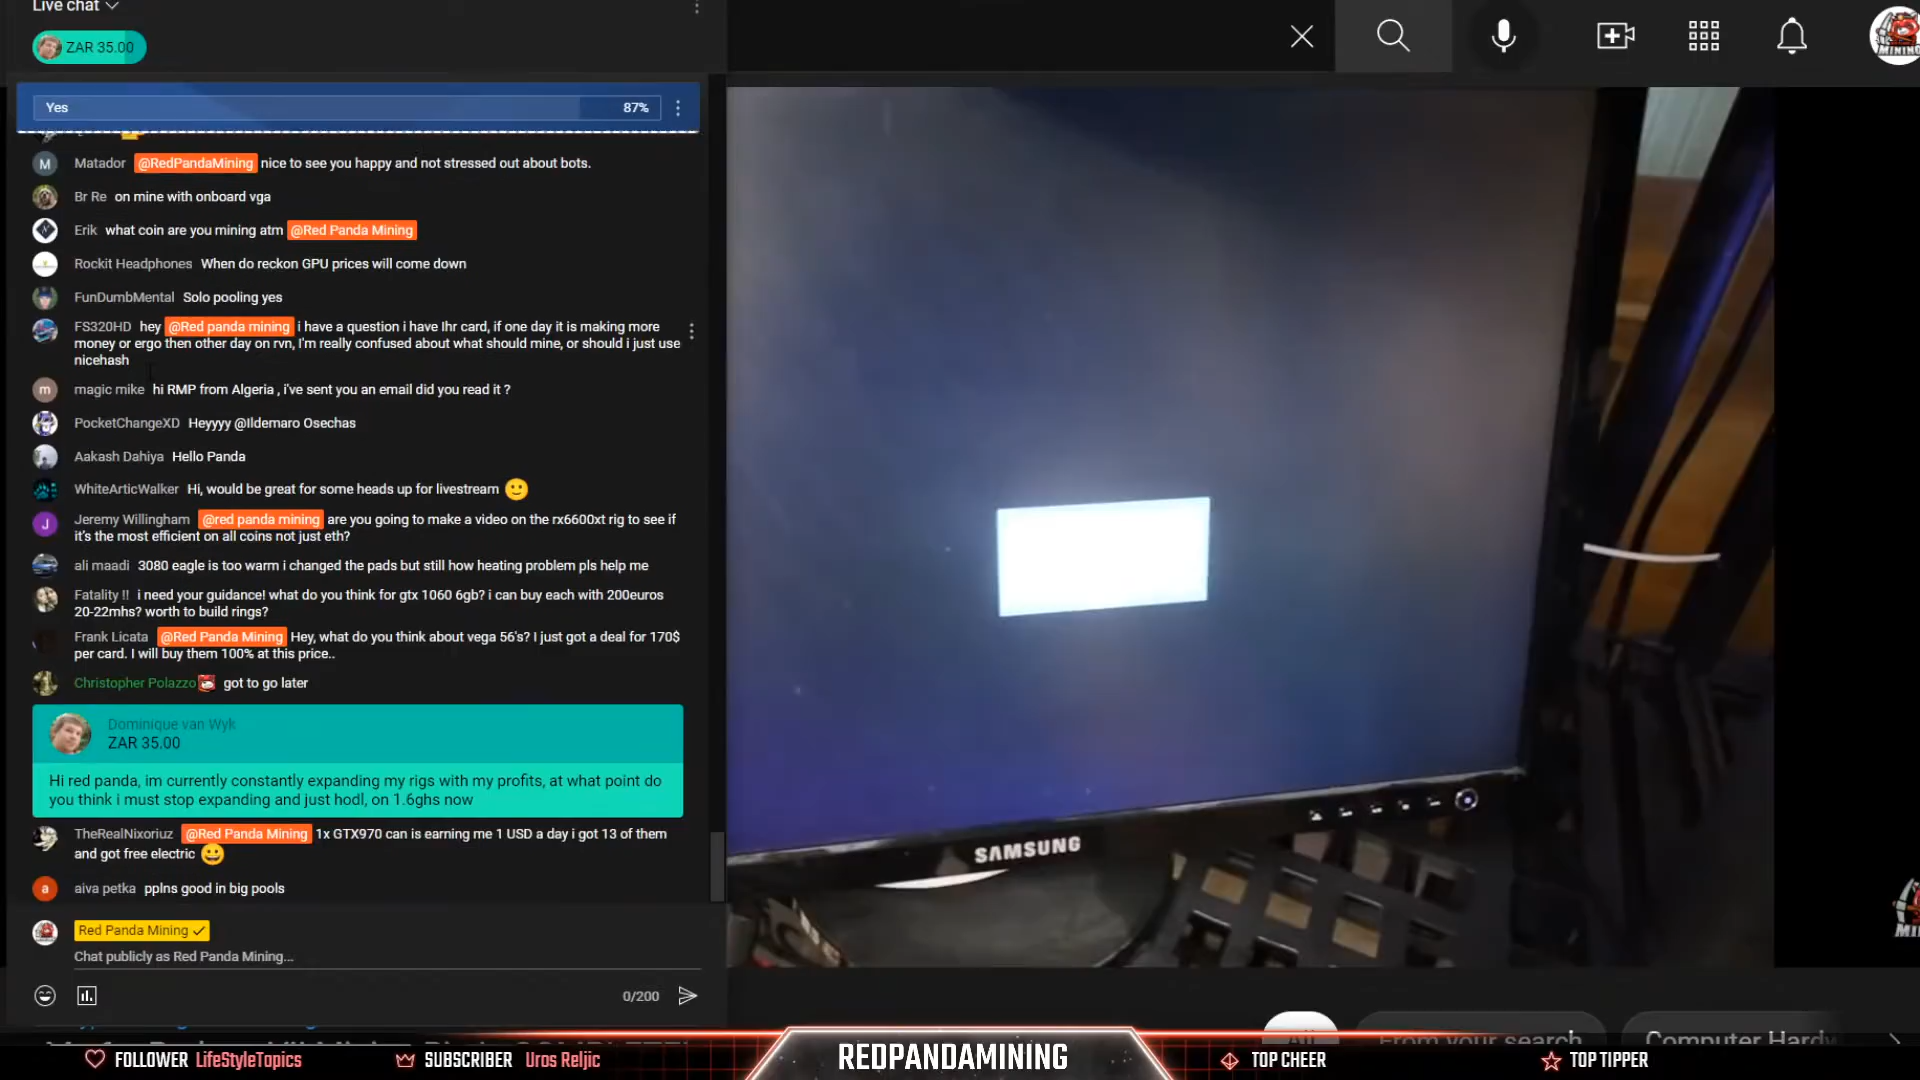 Live chat
ZAR 35.00
Yes 87%
Matador @RedPandaMining nice to see you happy and not stressed out about bots.
Br Re on mine with onboard vga
Erik what coin are you mining atm @Red Panda Mining
Rockit Headphones When do reckon GPU prices will come down
FunDumbMental Solo pooling yes
FS320HD hey @Red panda mining i have a question i have lhr card, if one day it is making more
money or ergo then other day on rvn, I'm really confused about what should mine, or should i just use
nicehash
magic mike hi RMP from Algeria , i've sent you an email did you read it ?
PocketChangeXD Heyyyy @Ildemaro Osechas
Aakash Dahiya Hello Panda
WhiteArticWalker Hi, would be great for some heads up for livestream
Jeremy Willingham @red panda mining are you going to make a video on the rx6600xt rig to see if
it's the most efficient on all coins not just eth?
ali maadi 3080 eagle is too warm i changed the pads but still how heating problem pls help me
Fatality !! i need your guidance! what do you think for gtx 1060 6gb? i can buy each with 200euros
20-22mhs? worth to build rings?
Frank Licata @Red Panda Mining Hey, what do you think about vega 56's? I just got a deal for 170$
per card. I will buy them 100% at this price..
Christopher Polazzo got to go later
Dominique van Wyk
ZAR 35.00
Hi red panda, im currently constantly expanding my rigs with my profits, at what point do
you think i must stop expanding and just hodl, on 1.6ghs now
TheRealNixoriuz @Red Panda Mining 1x GTX970 can is earning me 1 USD a day i got 13 of them
and got free electric
aiva petka pplns good in big pools
Red Panda Mining
Chat publicly as Red Panda Mining...
0/200
SAMSUNG
MINING
All From your search Computer Hardw
FOLLOWER LifeStyleTopics SUBSCRIBER Uros Reljic REDPANDAMINING TOP CHEER TOP TIPPER